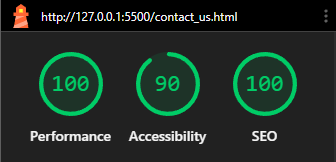 http://127.0.0.1:5500/contact_us.html
100 90 100
Performance Accessibility SEO